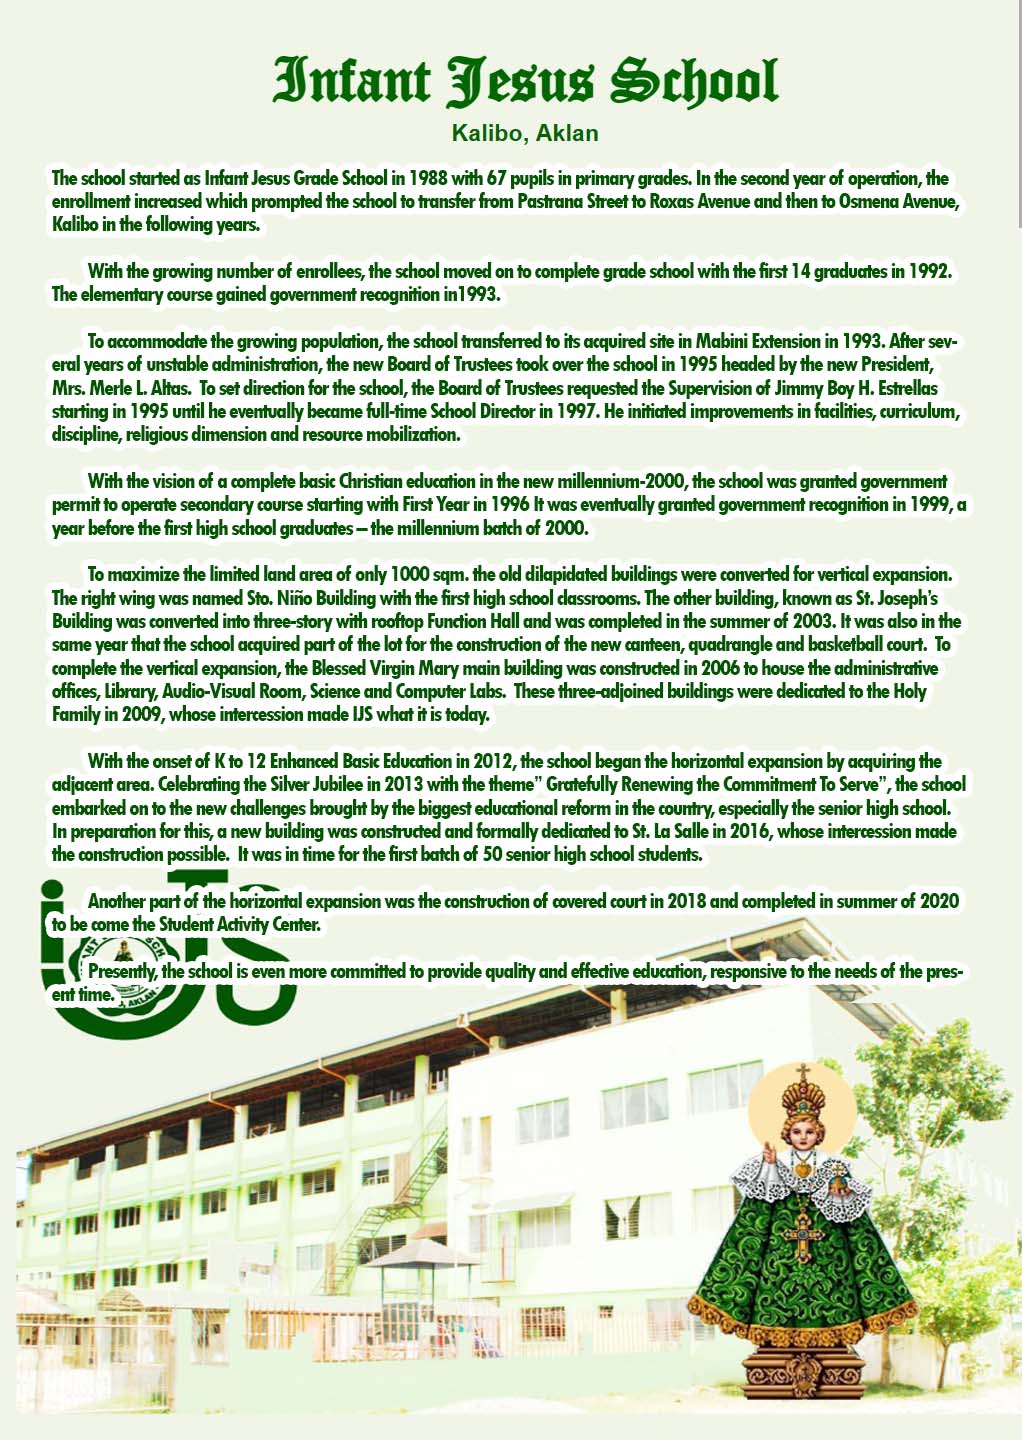 Infant Jesus School
Kalibo, Aklan
The school started as Infant Jesus Grade School in 1988 with 67 pupils in primary grades. In the second year of operation, the
enrollment increased which prompted the school to transfer from Pastrana Street to Roxas Avenue and then to Osmena Avenue,
Kalibo in the following years.
With the growing number of enrollees, the school moved on to complete grade school with the first 14 graduates in 1992.
The elementary course gained government recognition in1993.
To accommodate the growing population, the school transferred to its acquired site in Mabini Extension in 1993. After sev-
eral years of unstable administration, the new Board of Trustees took over the school in 1995 headed by the new President,
Mrs. Merle L. Altas.  To set direction for the school, the Board of Trustees requested the Supervision of Jimmy Boy H. Estrellas
starting in 1995 until he eventually became full-time School Director in 1997. He initiated improvements in facilities, curriculum,
discipline, religious dimension and resource mobilization.
With the vision of a complete basic Christian education in the new millennium-2000, the school was granted government
permit to operate secondary course starting with First Year in 1996 It was eventually granted government recognition in 1999, a
year before the first high school graduates – the millennium batch of 2000.
To maximize the limited land area of only 1000 sqm. the old dilapidated buildings were converted for vertical expansion.
The right wing was named Sto. Niño Building with the first high school classrooms. The other building, known as St. Joseph's
Building was converted into three-story with rooftop Function Hall and was completed in the summer of 2003. It was also in the
same year that the school acquired part of the lot for the construction of the new canteen, quadrangle and basketball court.  To
complete the vertical expansion, the Blessed Virgin Mary main building was constructed in 2006 to house the administrative
offices, Library, Audio-Visual Room, Science and Computer Labs.  These three-adjoined buildings were dedicated to the Holy
Family in 2009, whose intercession made IJS what it is today.
With the onset of K to 12 Enhanced Basic Education in 2012, the school began the horizontal expansion by acquiring the
adjacent area. Celebrating the Silver Jubilee in 2013 with the theme" Gratefully Renewing the Commitment To Serve", the school
embarked on to the new challenges brought by the biggest educational reform in the country, especially the senior high school.
In preparation for this, a new building was constructed and formally dedicated to St. La Salle in 2016, whose intercession made
the construction possible.  It was in time for the first batch of 50 senior high school students.
Another part of the horizontal expansion was the construction of covered court in 2018 and completed in summer of 2020
to be come the Student Activity Center.
Presently, the school is even more committed to provide quality and effective education, responsive to the needs of the pres-
ent time.